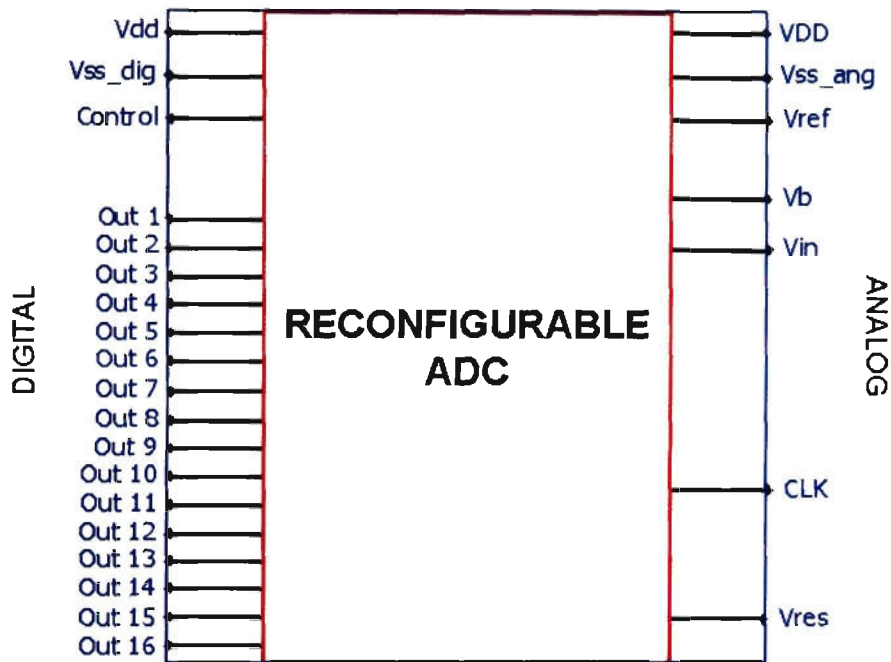 Vdd
Vss_dig
Control
Out 1
Out 2
Out 3
Out 4
Out 5
Out 6
Out 7
Out 8
Out 9
Out 10
Out 11
Out 12
Out 13
Out 14
Out 15
Out 16
DIGITAL
RECONFIGURABLE
ADC
VDD
Vss_ang
Vref
Vb
Vin
CLK
Vres
ANALOG